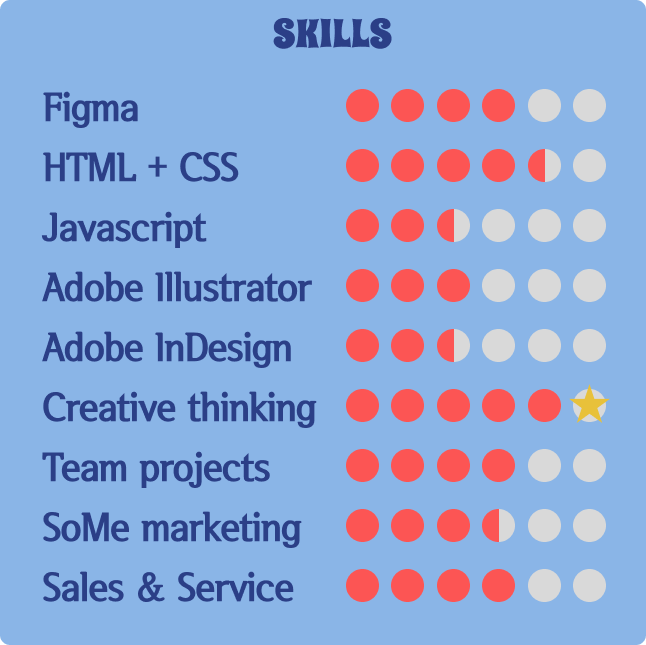 SKILLS
Figma
HTML + CSS
Javascript
Adobe Illustrator
Adobe InDesign
Creative thinking
Team projects
SoMe marketing
Sales & Service